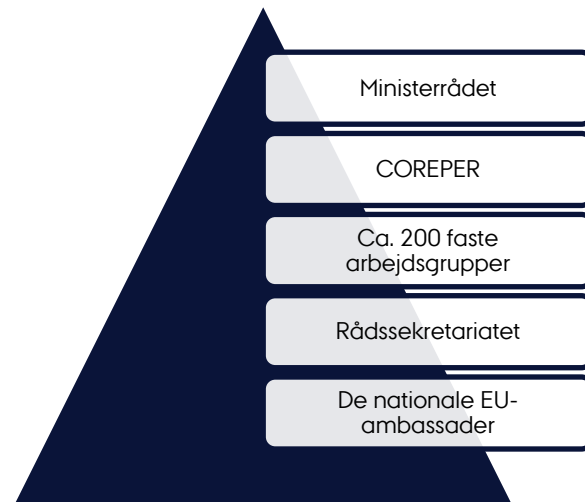 Ministerrådet
COREPER
Ca. 200 faste
arbejdsgrupper
Rådssekretariatet
De nationale EU-
ambassader